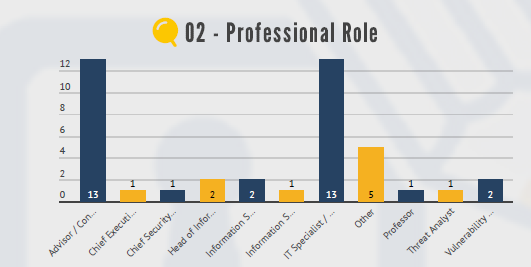 02 - Professional Role
12
10
8
6
4
2
0
13
1
1
2
2
1
13
5
1
1
2
Advisor / Con...
Chief Executi...
Chief Security...
Head of Infor...
Information S...
Information S...
IT Specialist / ...
Other
Professor
Threat Analyst
Vulnerability ...